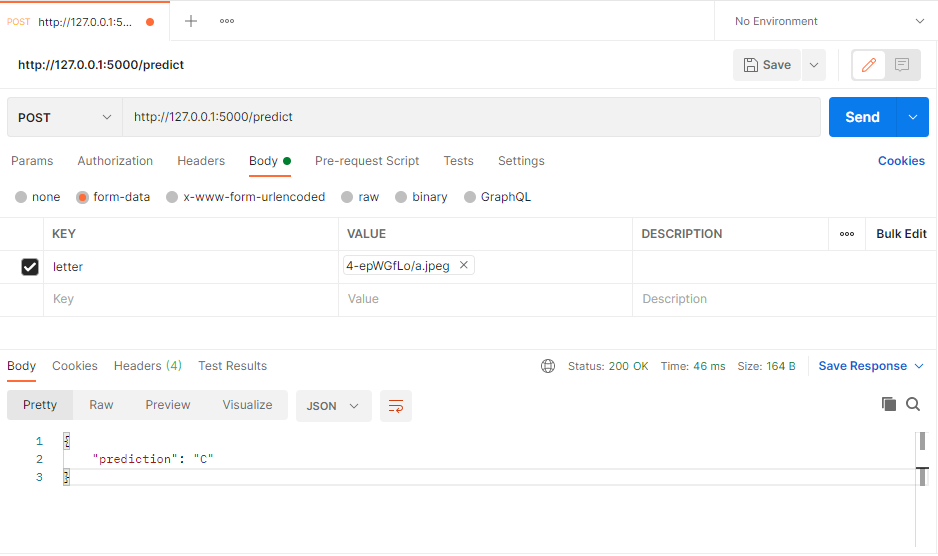 POST http://127.0.0.1:5... + ooo No Environment
http://127.0.0.1:5000/predict Save
POST http://127.0.0.1:5000/predict Send
Params Authorization Headers Body Pre-request Script Tests Settings Cookies
none form-data x-www-form-urlencoded raw binary GraphQL
KEY VALUE DESCRIPTION ooo Bulk Edit
letter 4-epWGfLo/a.jpeg ×
Key Value Description
Body Cookies Headers (4) Test Results Status: 200 OK Time: 46 ms Size: 164 B Save Response
Pretty Raw Preview Visualize JSON
1 {
2 "prediction": "C"
3 }